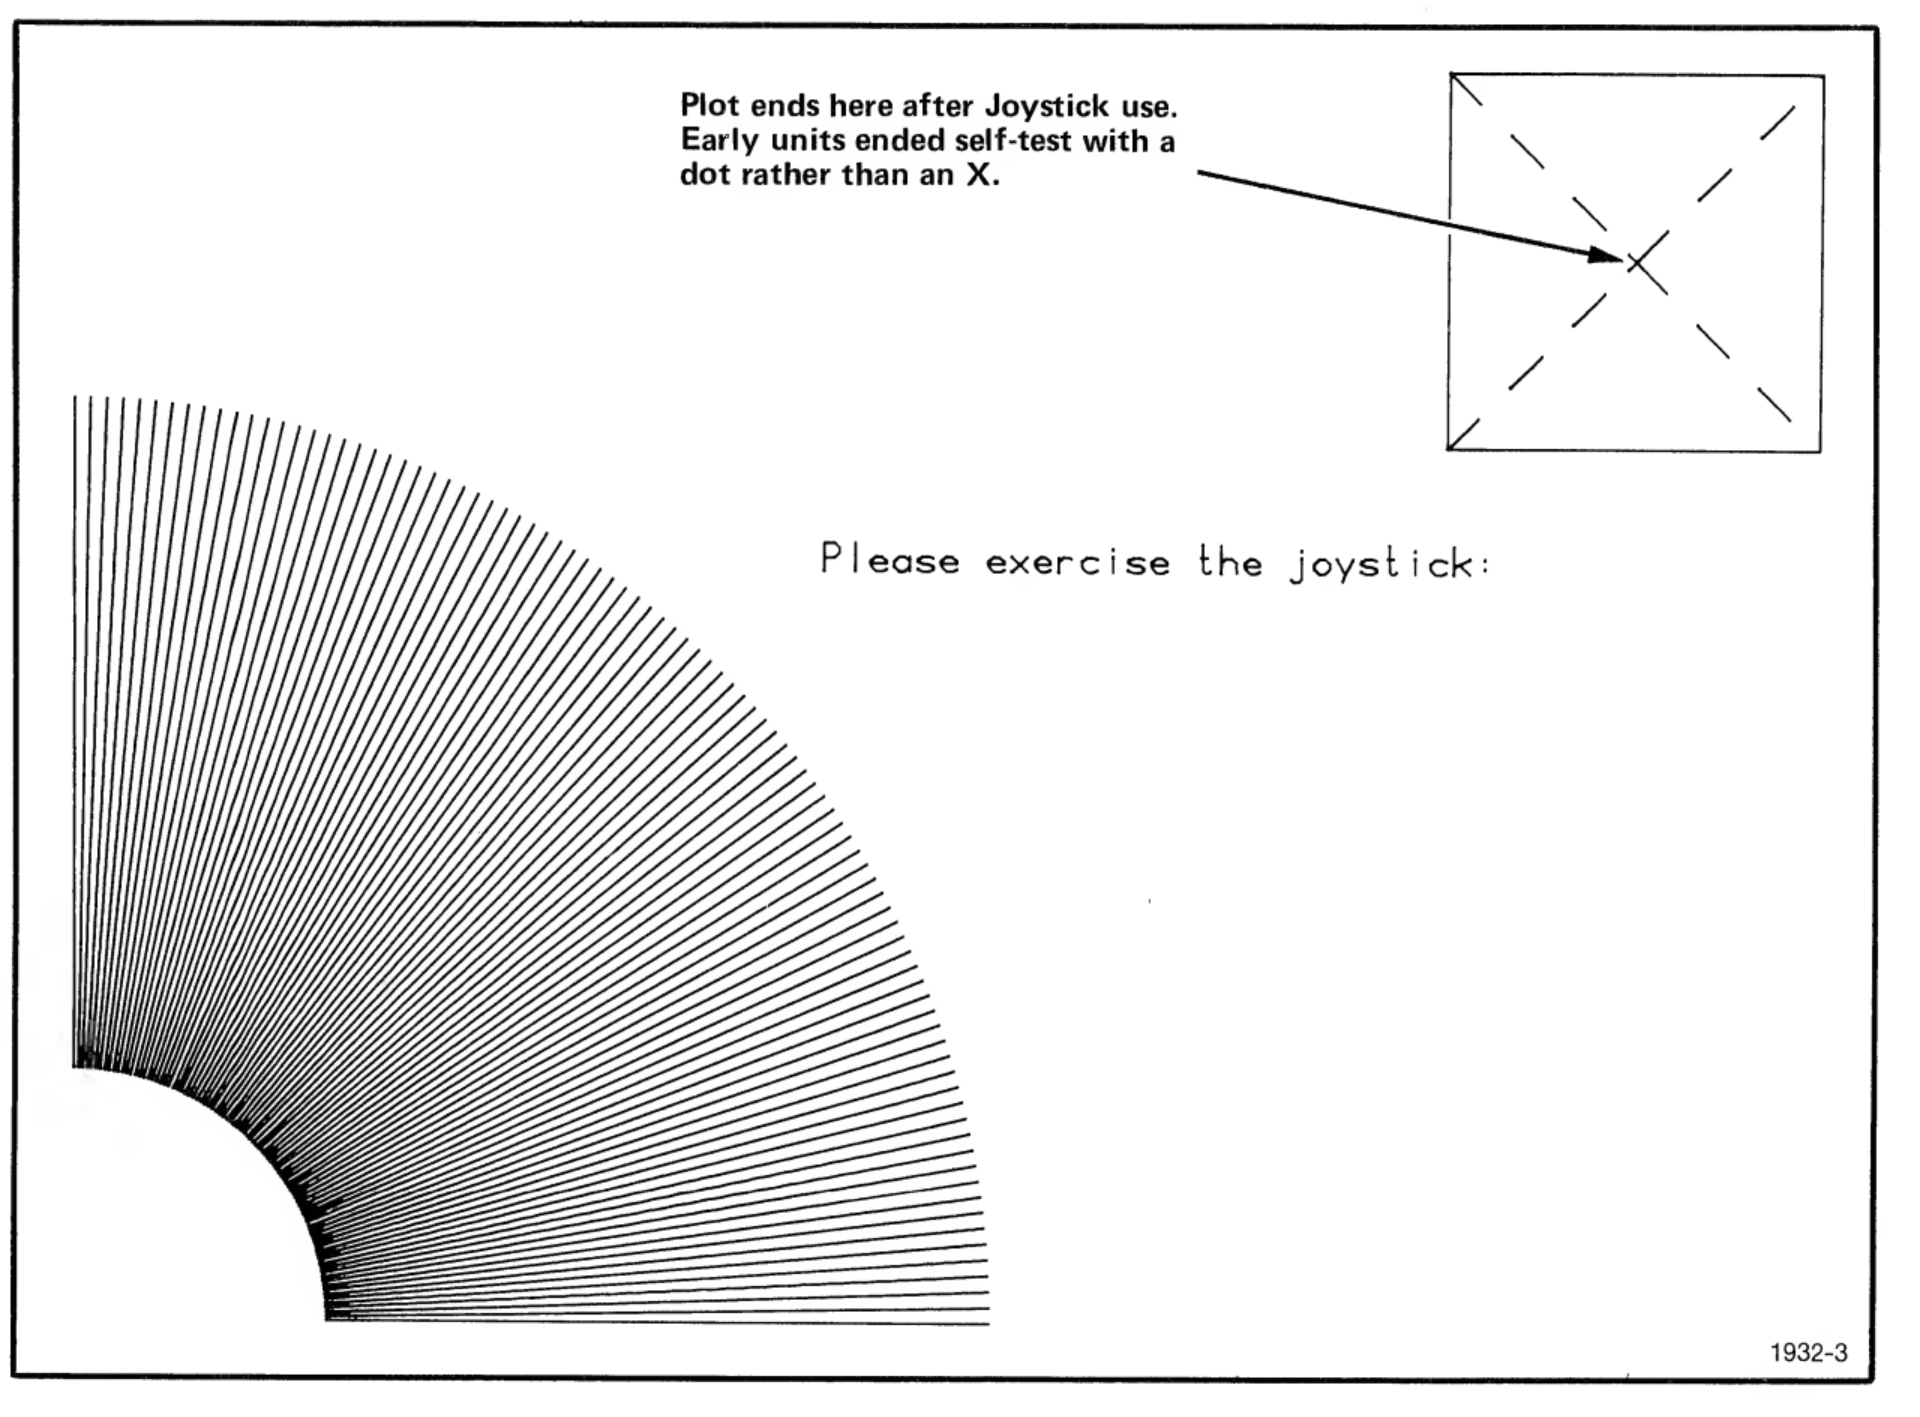 Plot ends here after Joystick use.
Early units ended self-test with a
dot rather than an X.
Please exercise the joystick:
1932-3